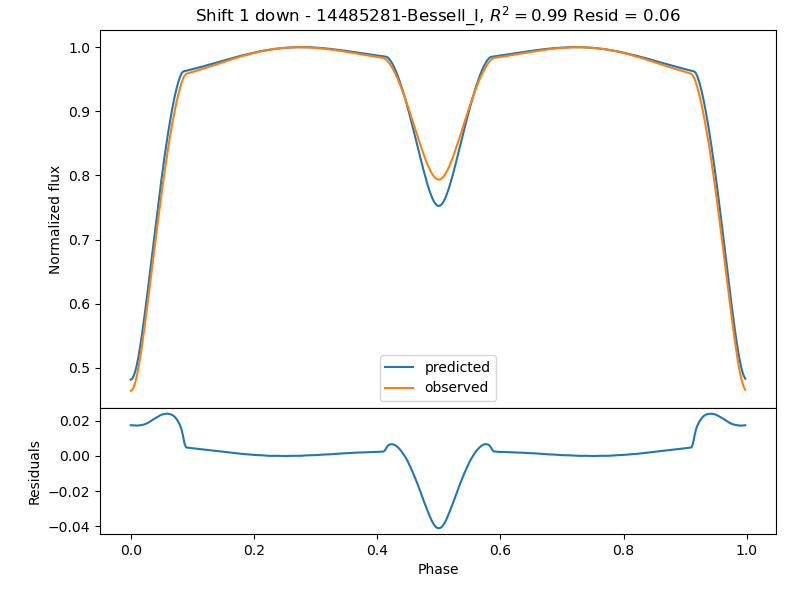 Shift 1 down - 14485281-Bessell_I, R² = 0.99 Resid = 0.06
Normalized flux
1.0
0.9
0.8
0.7
0.6
0.5
predicted
observed
Residuals
0.02
0.00
−0.02
−0.04
0.0 0.2 0.4 0.6 0.8 1.0
Phase